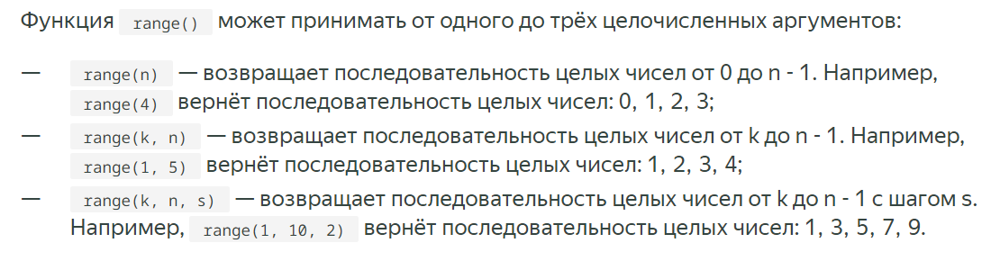 Функция range() может принимать от одного до трёх целочисленных аргументов:
— range(n) — возвращает последовательность целых чисел от 0 до n - 1. Например,
range(4) вернёт последовательность целых чисел: 0, 1, 2, 3;
— range(k, n) — возвращает последовательность целых чисел от k до n - 1. Например,
range(1, 5) вернёт последовательность целых чисел: 1, 2, 3, 4;
— range(k, n, s) — возвращает последовательность целых чисел от k до n - 1 с шагом s.
Например, range(1, 10, 2) вернёт последовательность целых чисел: 1, 3, 5, 7, 9.